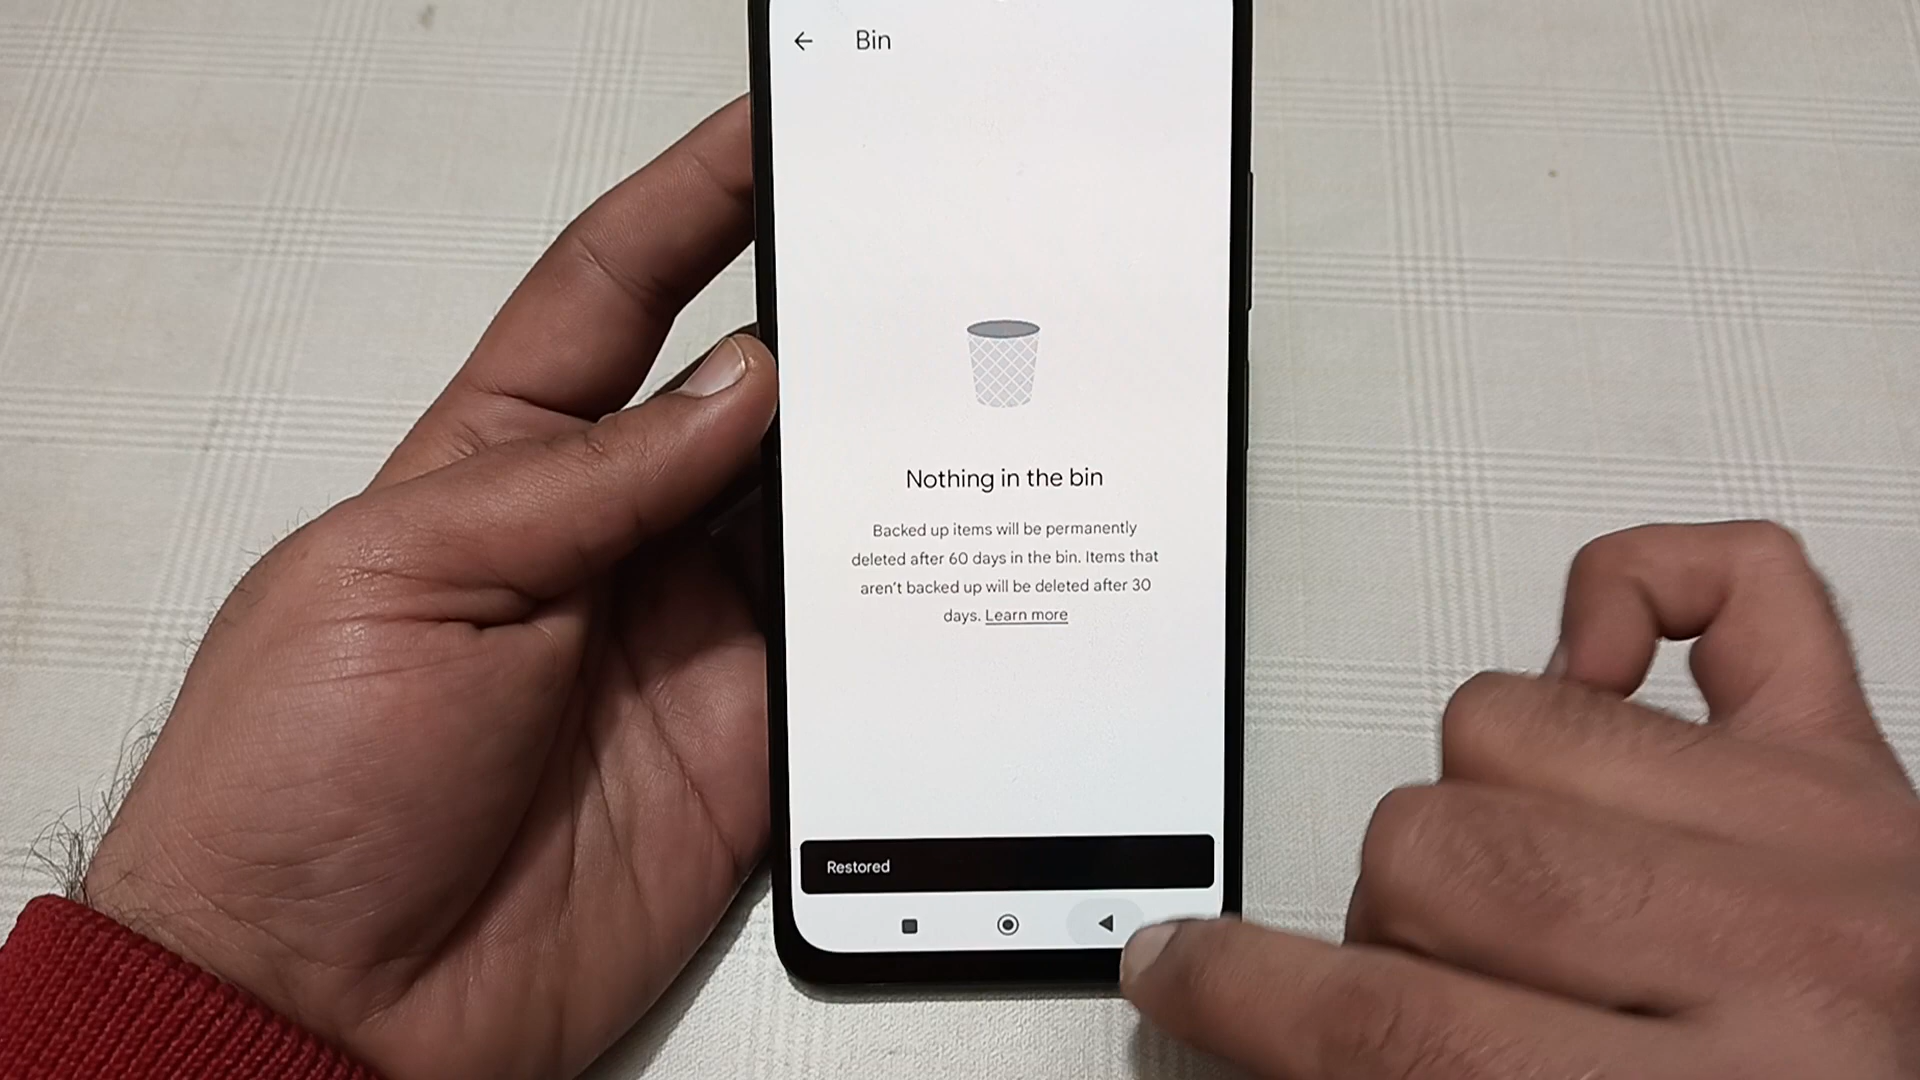 Bin
Nothing in the bin
Backed up items will be permanently
deleted after 60 days in the bin. Items that
aren't backed up will be deleted after 30
days. Learn more
Restored